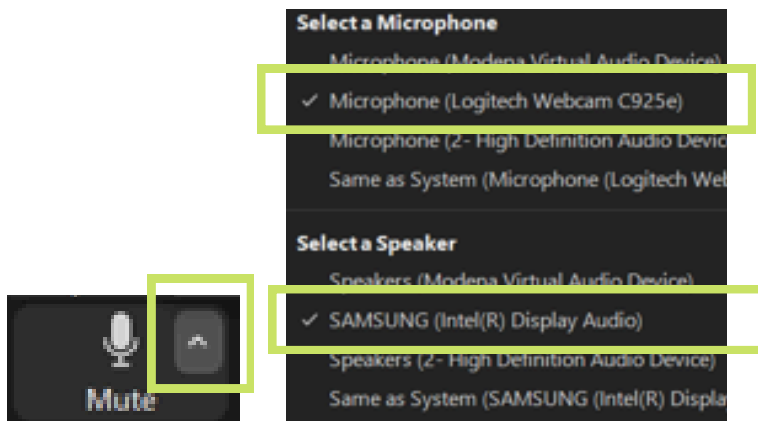 Select a Microphone
Microphone (Modena Virtual Audio Device)
Microphone (Logitech Webcam C925e)
Microphone (2- High Definition Audio Devic
Same as System (Microphone (Logitech Wel
Select a Speaker
Speakers (Modena Virtual Audio Device)
SAMSUNG (Intel(R) Display Audio)
Speakers (2- High Definition Audio Device)
Same as System (SAMSUNG (Intel(R) Displa
Mute